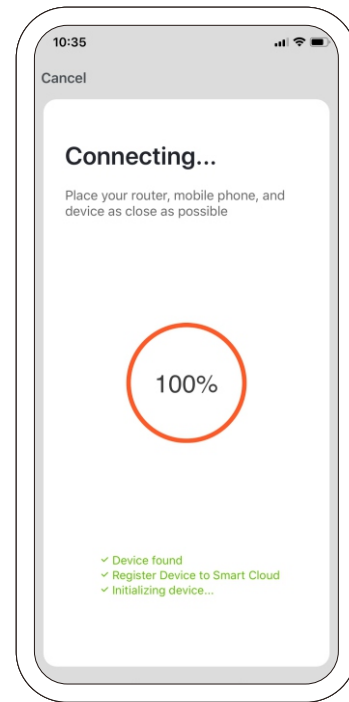 10:35
Cancel
Connecting...
Place your router, mobile phone, and
device as close as possible
100%
✓ Device found
✓ Register Device to Smart Cloud
✓ Initializing device...